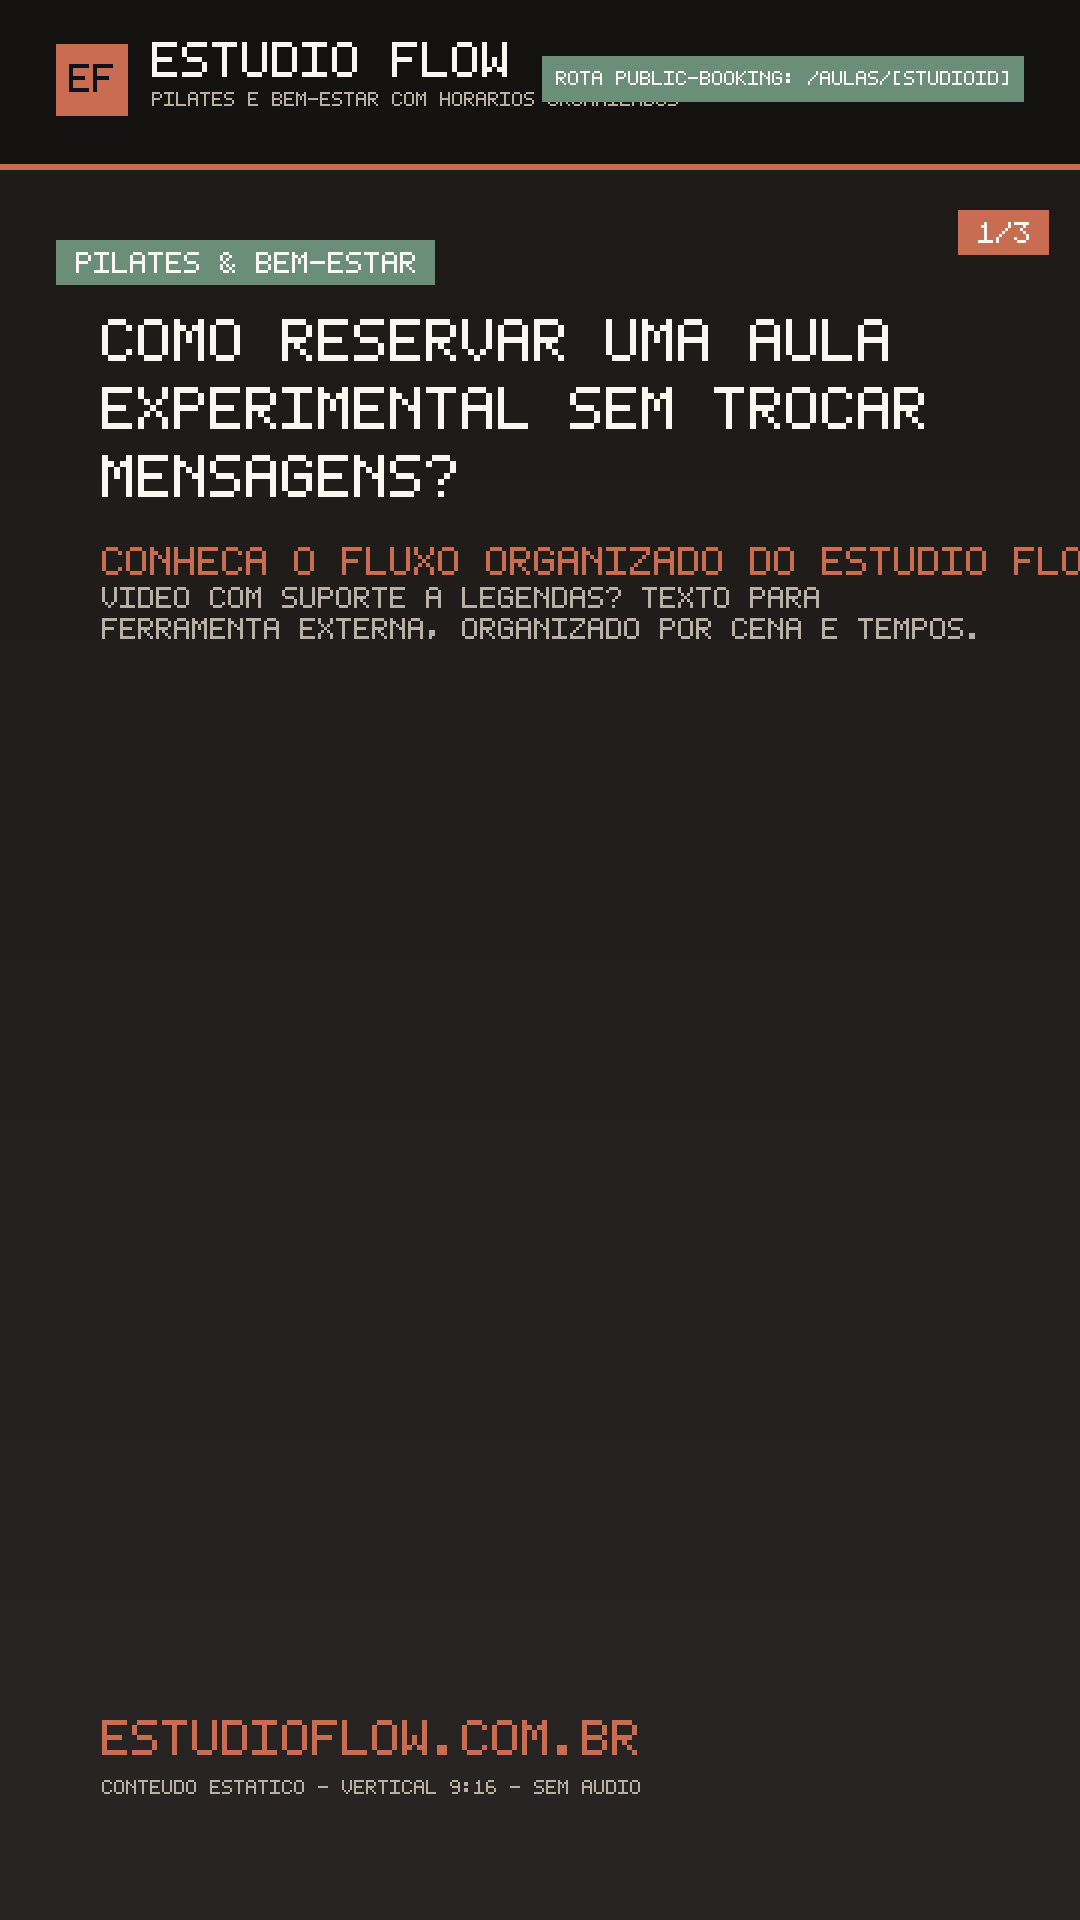 EF
ESTUDIO FLOW
PILATES E BEM-ESTAR COM HORARIOS
ROTA PUBLIC-BOOKING: /AULAS/[STUDIOID]
1/3
PILATES & BEM-ESTAR
COMO RESERVAR UMA AULA
EXPERIMENTAL SEM TROCAR
MENSAGENS?
CONHECA O FLUXO ORGANIZADO DO ESTUDIO FLO
VIDEO COM SUPORTE A LEGENDAS? TEXTO PARA
FERRAMENTA EXTERNA, ORGANIZADO POR CENA E TEMPOS.
ESTUDIOFLOW.COM.BR
CONTEUDO ESTATICO - VERTICAL 9:16 - SEM AUDIO